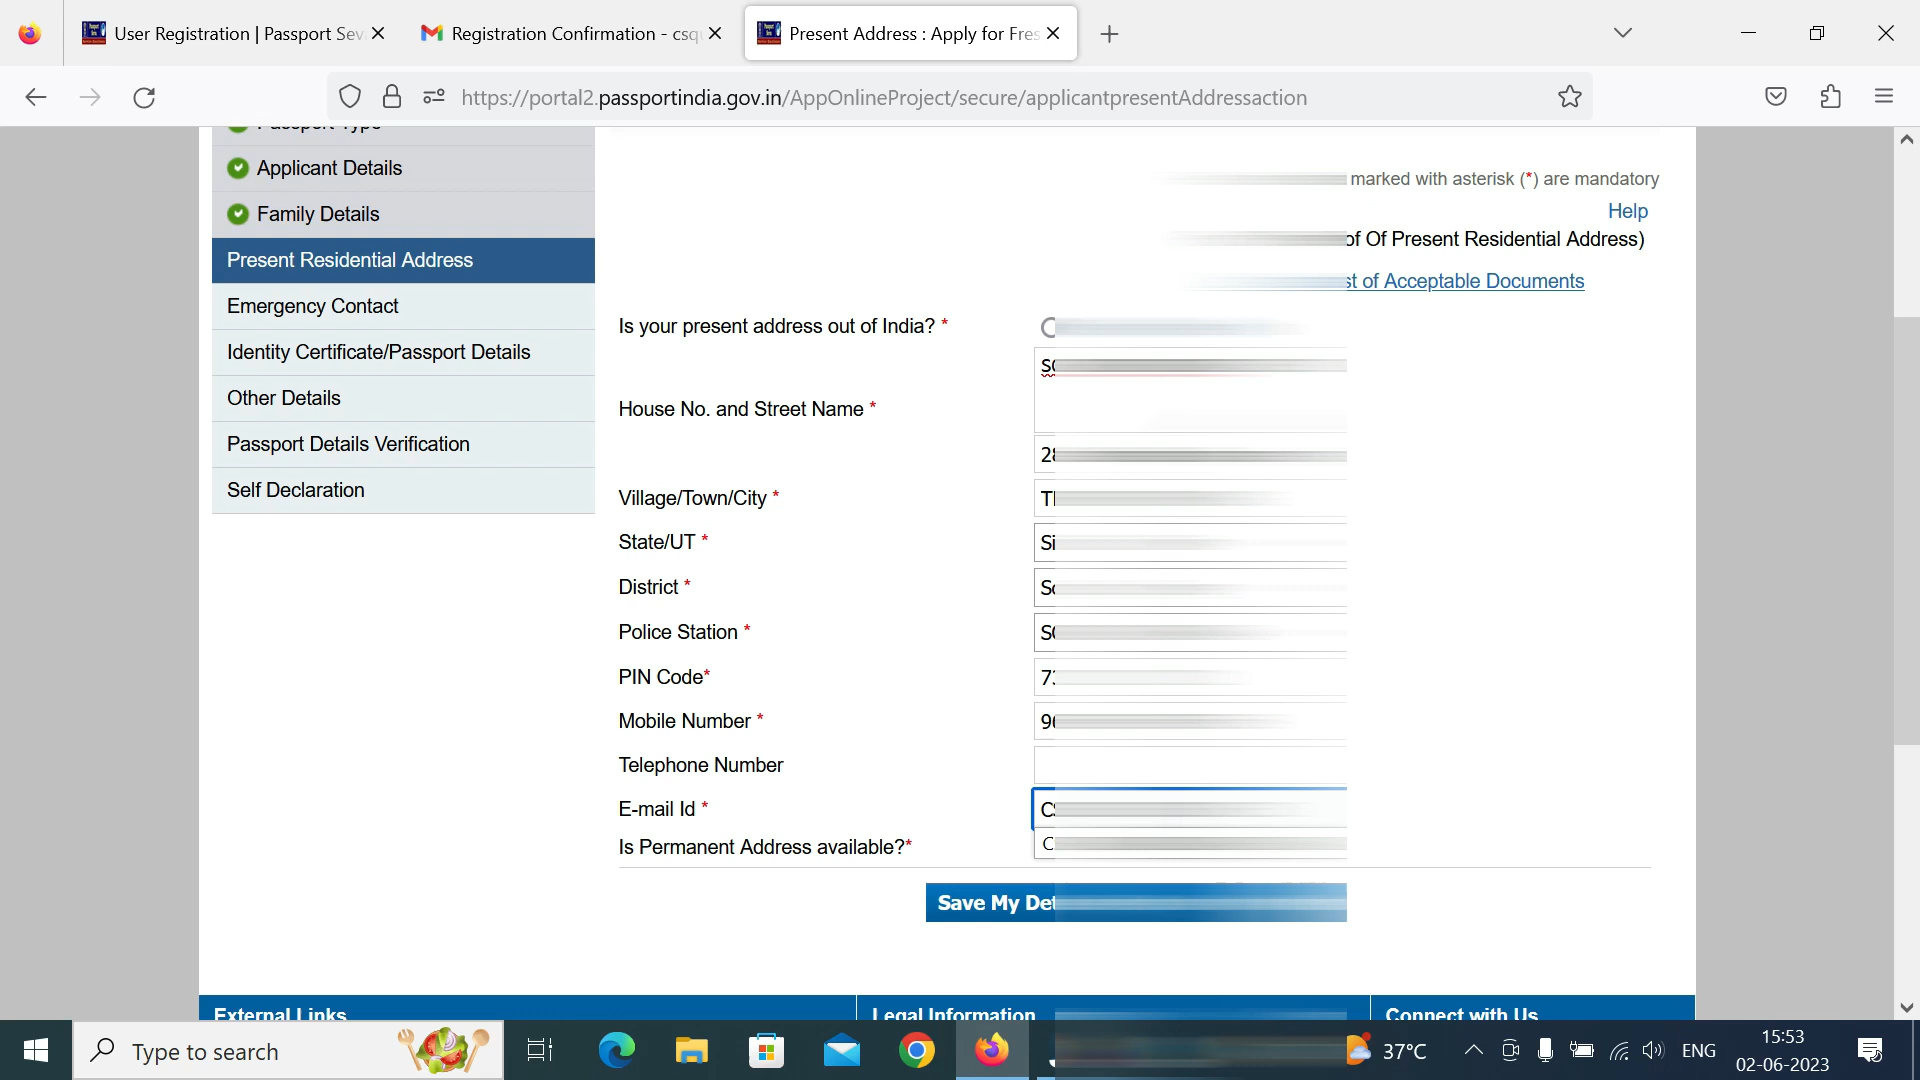 User Registration | Passport Sev
Registration Confirmation - csq
Present Address : Apply for Fres
https://portal2.passportindia.gov.in/AppOnlineProject/secure/applicantpresentAddressaction
Passport Type
Applicant Details
Family Details
Present Residential Address
Emergency Contact
Identity Certificate/Passport Details
Other Details
Passport Details Verification
Self Declaration
marked with asterisk (*) are mandatory
Help
of Of Present Residential Address)
st of Acceptable Documents
Is your present address out of India? *
House No. and Street Name *
Village/Town/City *
State/UT *
District *
Police Station *
PIN Code*
Mobile Number *
Telephone Number
E-mail Id *
Is Permanent Address available?*
Save My Det
External Links
Legal Information
Connect with Us
Type to search
37°C
ENG
15:53
02-06-2023